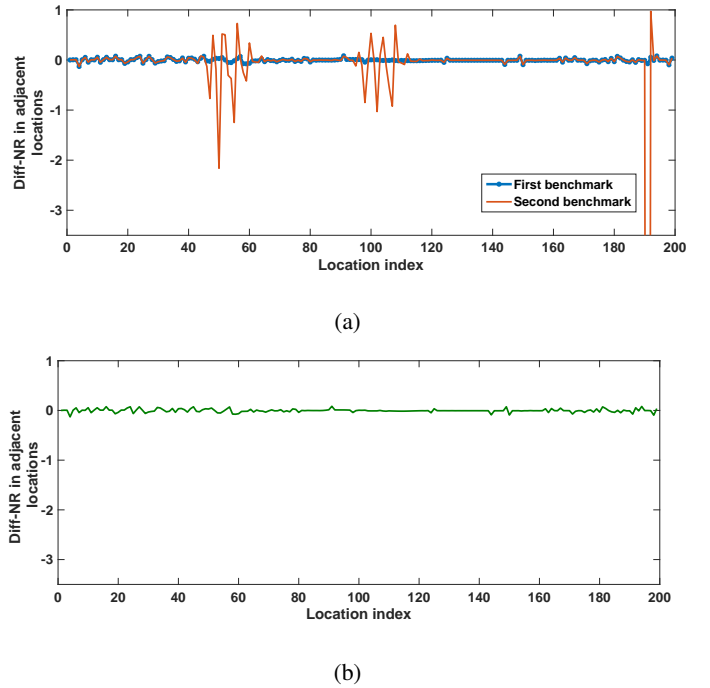 1
0
-1
-2
-3
Diff-NR in adjacent
locations
First benchmark
Second benchmark
0 20 40 60 80 100 120 140 160 180 200
Location index
(a)
1
0
-1
-2
-3
Diff-NR in adjacent
locations
0 20 40 60 80 100 120 140 160 180 200
Location index
(b)